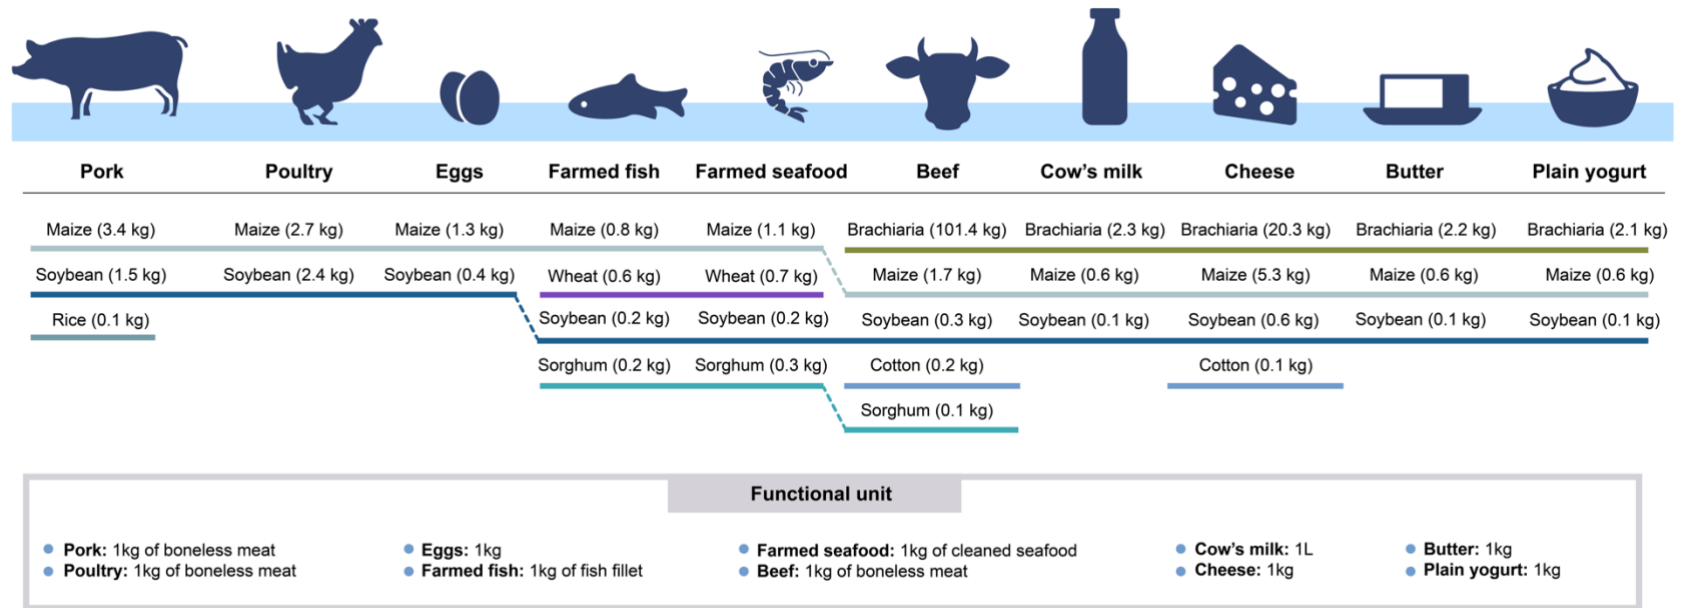 Pork Poultry Eggs Farmed fish Farmed seafood Beef Cow's milk Cheese Butter Plain yogurt
Maize (3.4 kg) Maize (2.7 kg) Maize (1.3 kg) Maize (0.8 kg) Maize (1.1 kg) Brachiaria (101.4 kg) Brachiaria (2.3 kg) Brachiaria (20.3 kg) Brachiaria (2.2 kg) Brachiaria (2.1 kg)
Soybean (1.5 kg) Soybean (2.4 kg) Soybean (0.4 kg) Wheat (0.6 kg) Wheat (0.7 kg) Maize (1.7 kg) Maize (0.6 kg) Maize (5.3 kg) Maize (0.6 kg) Maize (0.6 kg)
Rice (0.1 kg) Soybean (0.2 kg) Soybean (0.2 kg) Soybean (0.3 kg) Soybean (0.1 kg) Soybean (0.6 kg) Soybean (0.1 kg) Soybean (0.1 kg)
Sorghum (0.2 kg) Sorghum (0.3 kg) Cotton (0.2 kg) Cotton (0.1 kg)
Sorghum (0.1 kg)
Functional unit
Pork: 1kg of boneless meat Eggs: 1kg Farmed seafood: 1kg of cleaned seafood Cow's milk: 1L Butter: 1kg
Poultry: 1kg of boneless meat Farmed fish: 1kg of fish fillet Beef: 1kg of boneless meat Cheese: 1kg Plain yogurt: 1kg